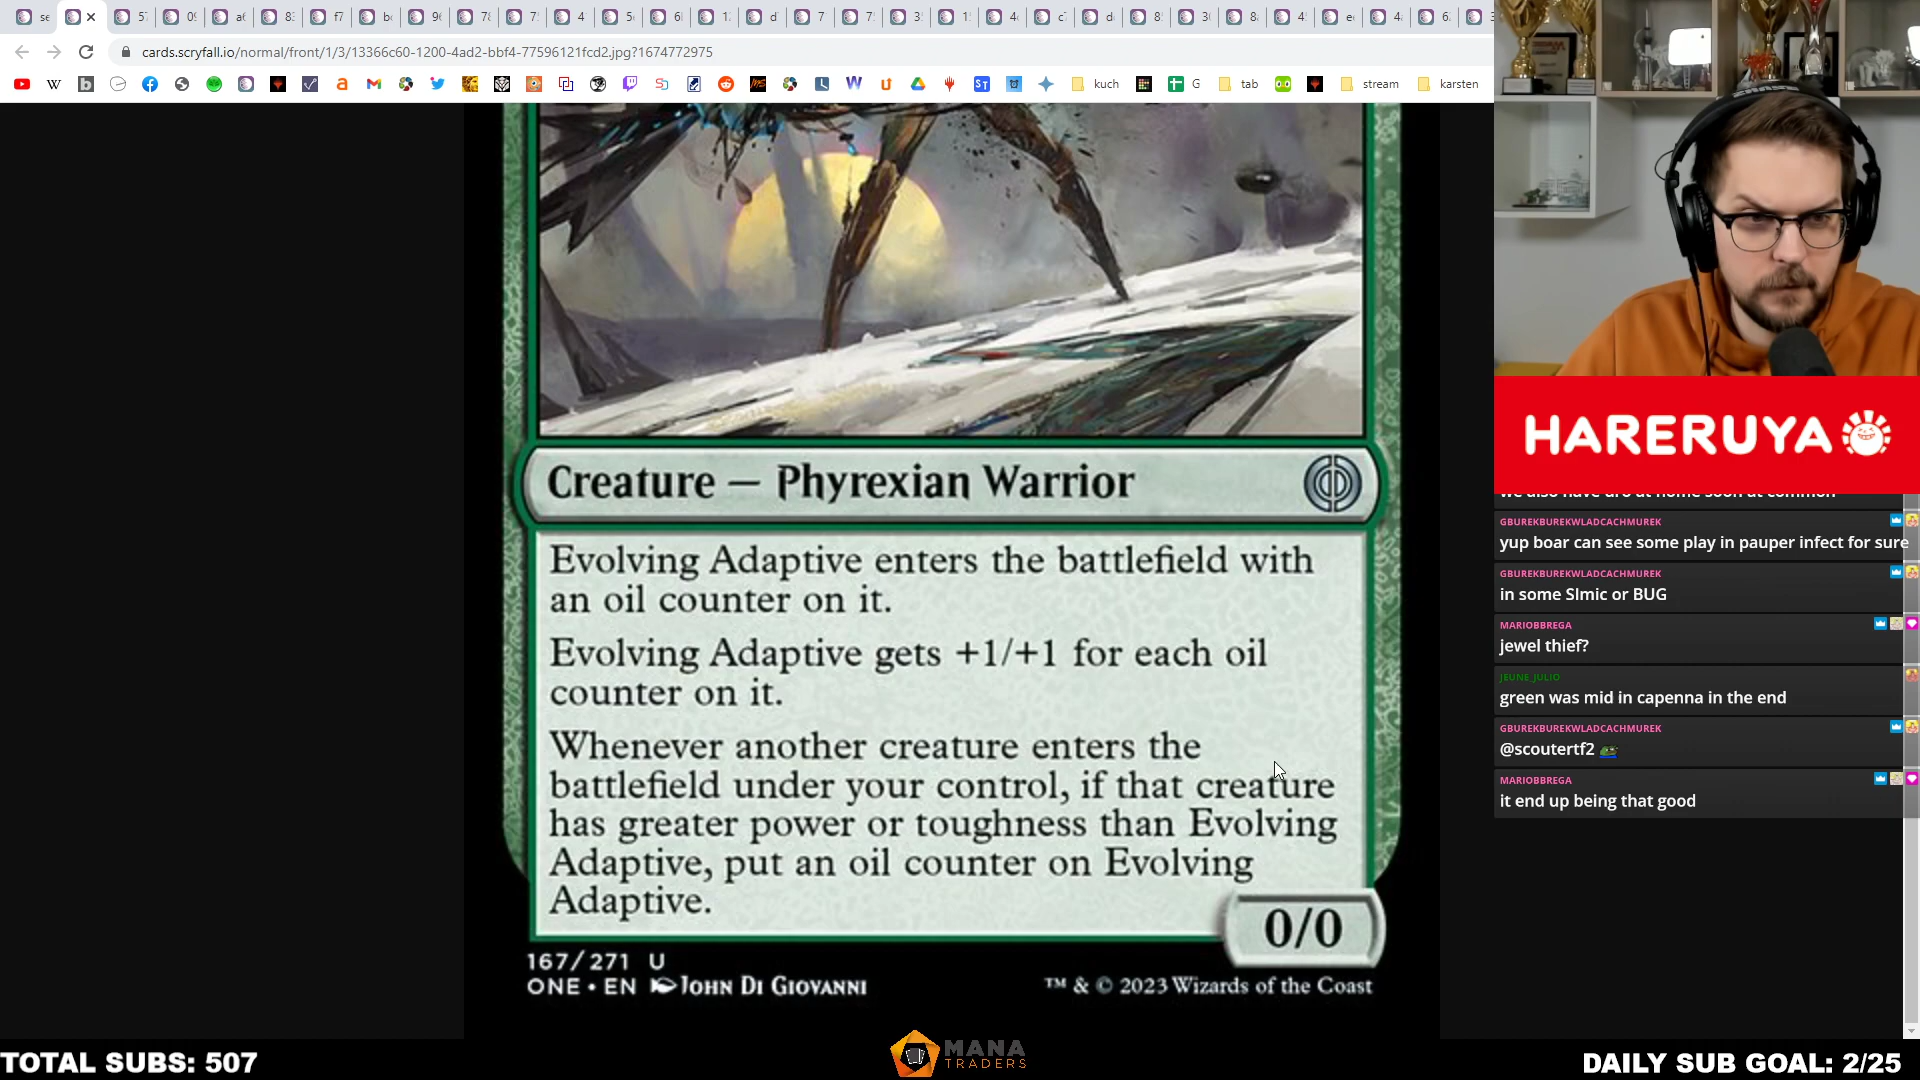 cards.scryfall.io/normal/front/1/3/13366c60-1200-4ad2-bbf4-77596121fcd2.jpg?1674772975
kuch
G
tab
stream
karsten
Creature — Phyrexian Warrior
Evolving Adaptive enters the battlefield with
an oil counter on it.
Evolving Adaptive gets +1/+1 for each oil
counter on it.
Whenever another creature enters the
battlefield under your control, if that creature
has greater power or toughness than Evolving
Adaptive, put an oil counter on Evolving
Adaptive.
0/0
167/271 U
ONE • EN John Di Giovanni
™ & © 2023 Wizards of the Coast
HARERUYA
GBUREKBUREKWLADCACHMUREK
yup boar can see some play in pauper infect for sure
GBUREKBUREKWLADCACHMUREK
in some SImic or BUG
MARIOBBREGA
jewel thief?
JEUNE_JULIO
green was mid in capenna in the end
GBUREKBUREKWLADCACHMUREK
@scoutertf2
MARIOBBREGA
it end up being that good
TOTAL SUBS: 507
MANA
TRADERS
DAILY SUB GOAL: 2/25